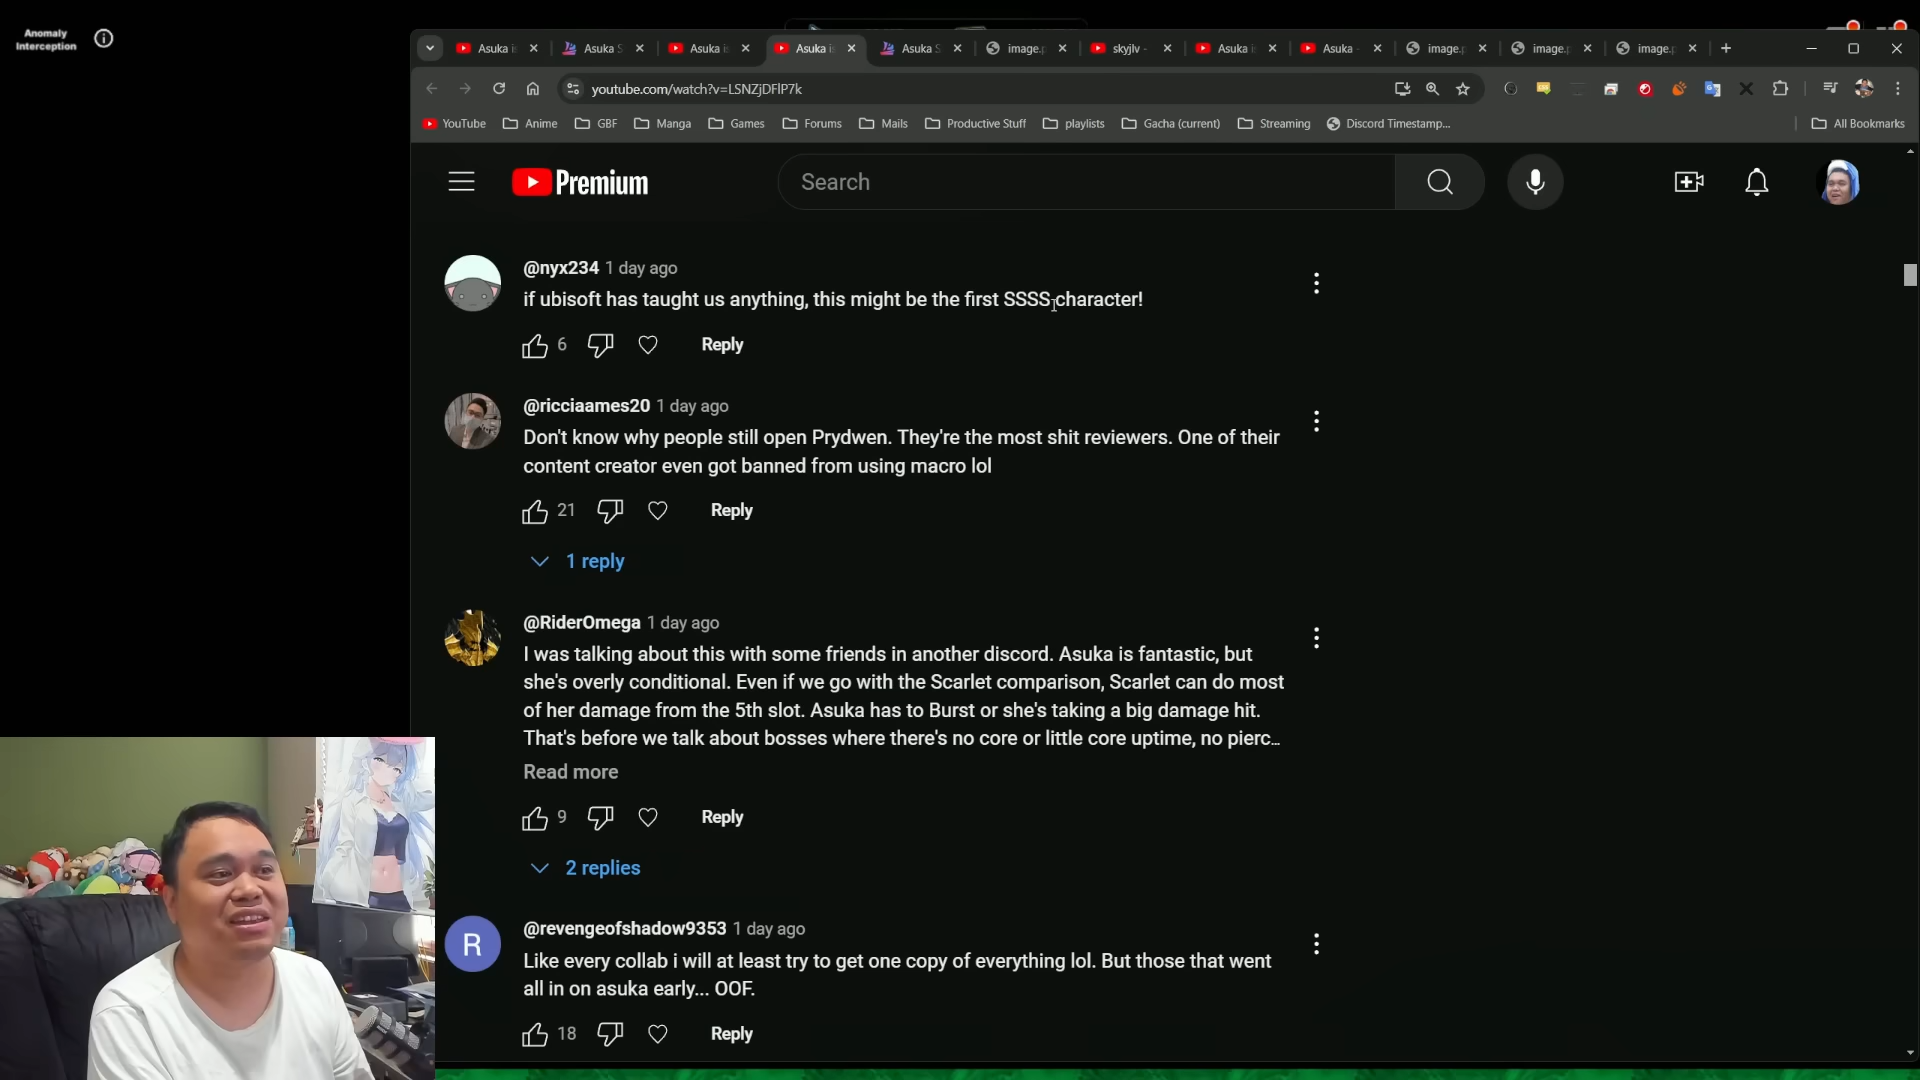 Anomaly
Interception
Asuka is
Asuka S
Asuka is
Asuka is
Asuka S
image.p
skyjlv -
Asuka is
Asuka -
image.p
image.p
image.p
youtube.com/watch?v=LSNZjDFlP7k
YouTube
Anime
GBF
Manga
Games
Forums
Mails
Productive Stuff
playlists
Gacha (current)
Streaming
Discord Timestamp...
All Bookmarks
Premium
Search
@nyx234 1 day ago
if ubisoft has taught us anything, this might be the first SSSS character!
6
Reply
@ricciaames20 1 day ago
Don't know why people still open Prydwen. They're the most shit reviewers. One of their
content creator even got banned from using macro lol
21
Reply
1 reply
@RiderOmega 1 day ago
I was talking about this with some friends in another discord. Asuka is fantastic, but
she's overly conditional. Even if we go with the Scarlet comparison, Scarlet can do most
of her damage from the 5th slot. Asuka has to Burst or she's taking a big damage hit.
That's before we talk about bosses where there's no core or little core uptime, no pierc...
Read more
9
Reply
2 replies
R
@revengeofshadow9353 1 day ago
Like every collab i will at least try to get one copy of everything lol. But those that went
all in on asuka early... OOF.
18
Reply